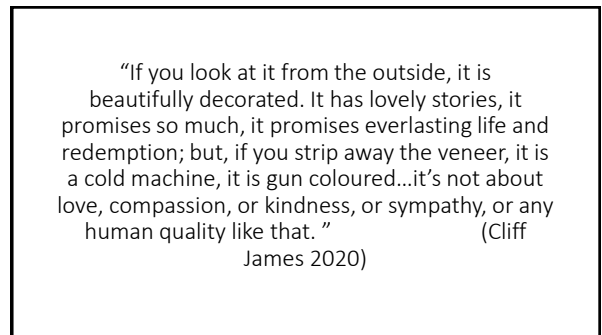 “If you look at it from the outside, it is
beautifully decorated. It has lovely stories, it
promises so much, it promises everlasting life and
redemption; but, if you strip away the veneer, it is
a cold machine, it is gun coloured…it’s not about
love, compassion, or kindness, or sympathy, or any
human quality like that. ” (Cliff
James 2020)